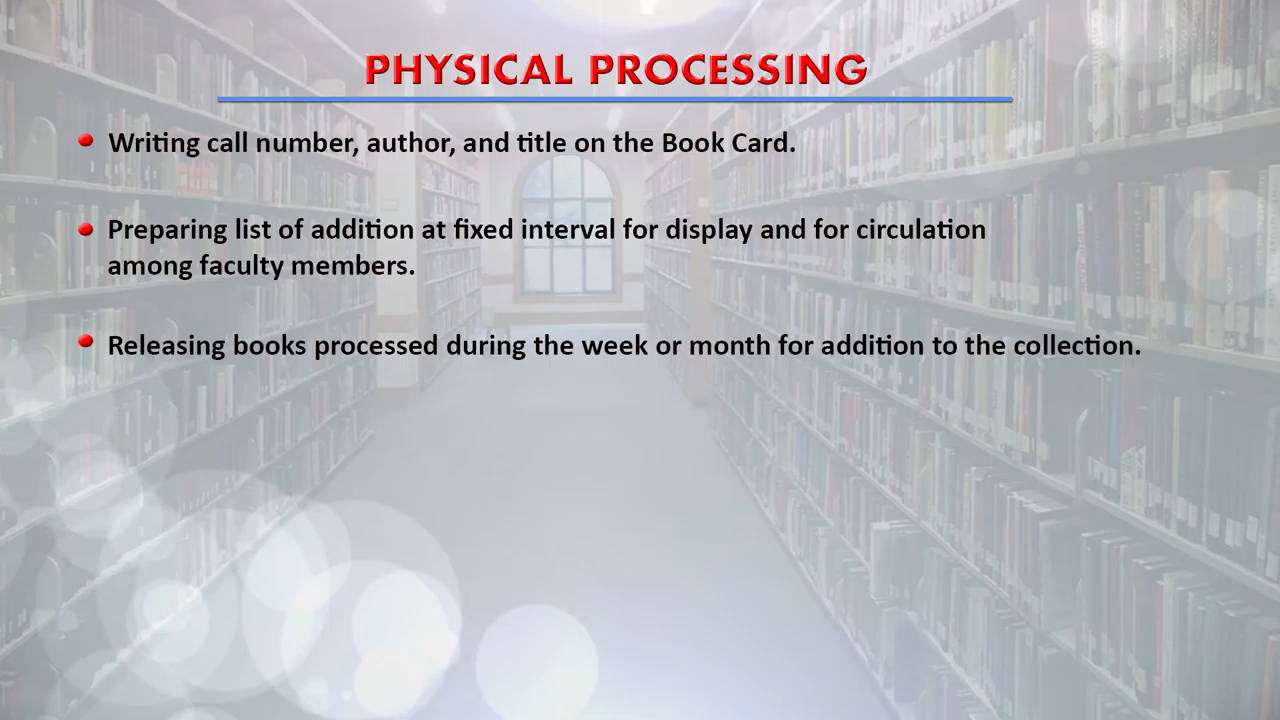 PHYSICAL PROCESSING
Writing call number, author, and title on the Book Card.
Preparing list of addition at fixed interval for display and for circulation
among faculty members.
Releasing books processed during the week or month for addition to the collection.